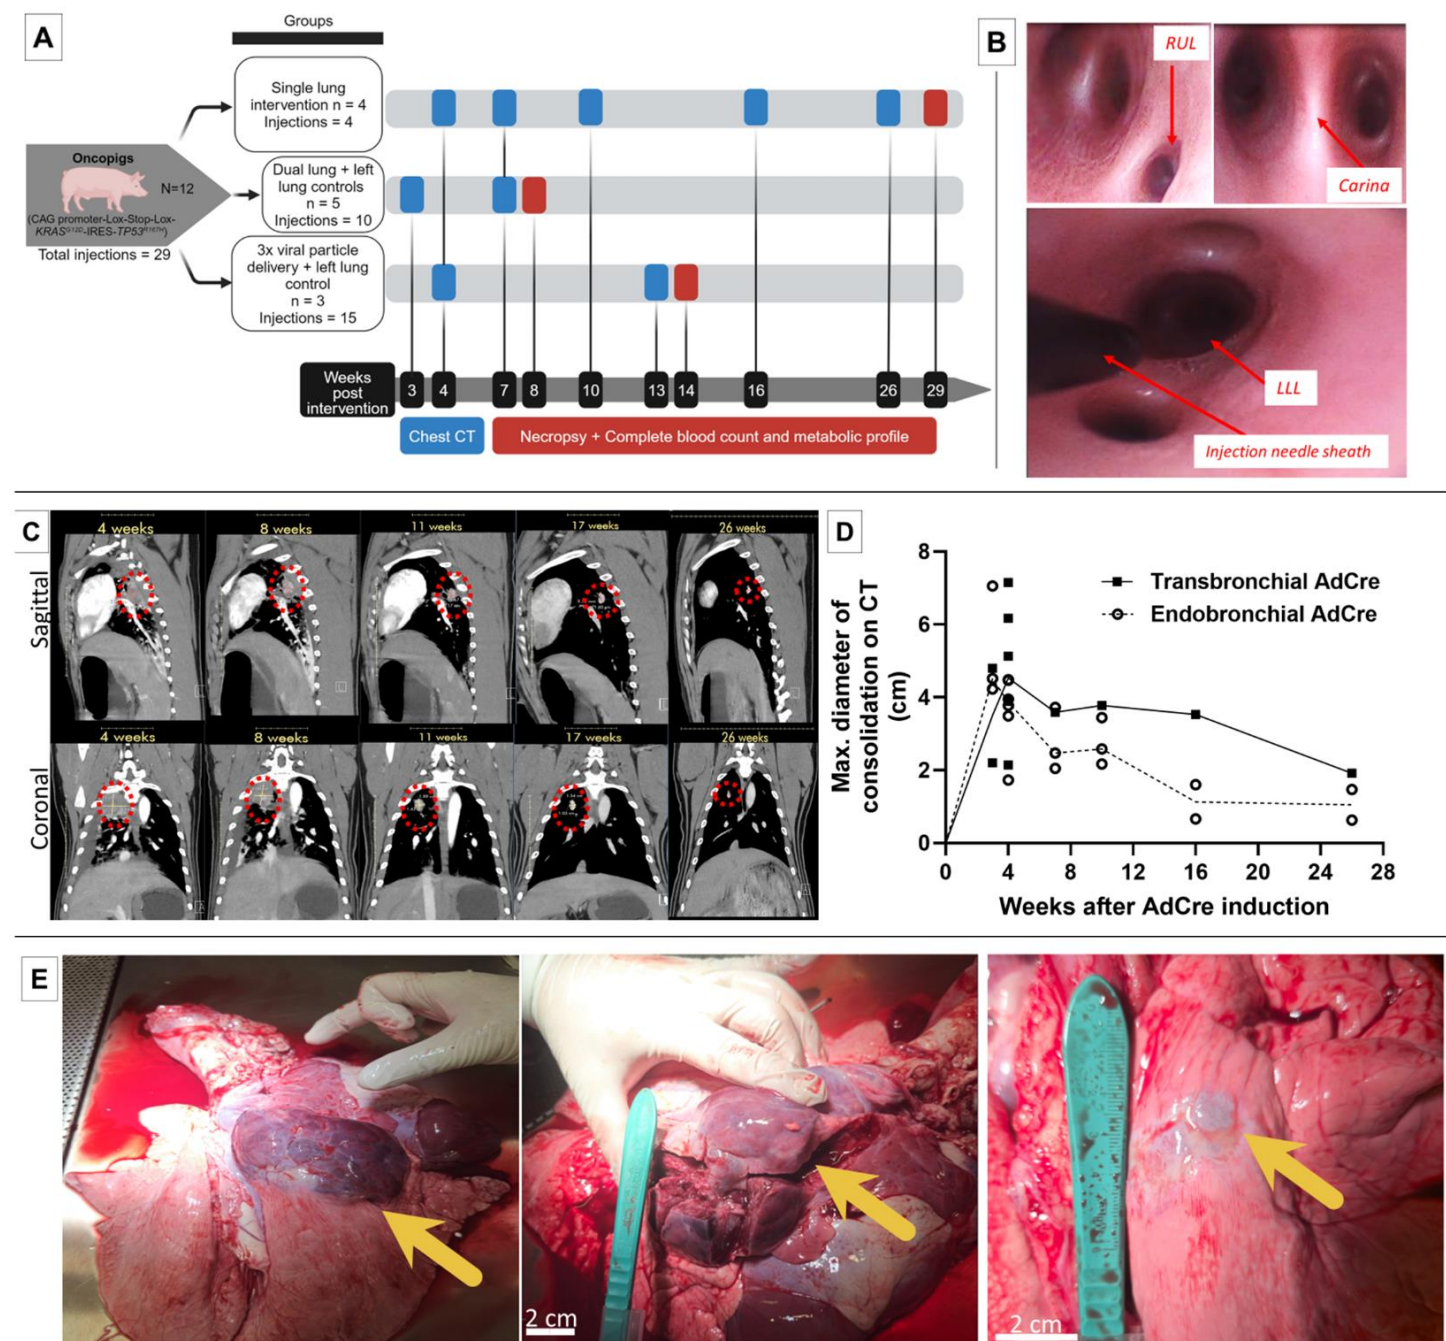 A
Groups
Single lung
intervention n = 4
Injections = 4
Oncopigs
N=12
(CAG promoter-Lox-Stop-Lox-
KRASG12D-IRES-TP53R167H)
Total injections = 29
Dual lung + left
lung controls
n = 5
Injections = 10
3x viral particle
delivery + left lung
control
n = 3
Injections = 15
Weeks
post
intervention
3 4 7 8 10 13 14 16 26 29
Chest CT
Necropsy + Complete blood count and metabolic profile
B
RUL
Carina
LLL
Injection needle sheath
C
Sagittal
4 weeks
8 weeks
11 weeks
17 weeks
26 weeks
Coronal
4 weeks
8 weeks
11 weeks
17 weeks
26 weeks
D
Max. diameter of
consolidation on CT
(cm)
8
6
4
2
0
Transbronchial AdCre
Endobronchial AdCre
0 4 8 12 16 20 24 28
Weeks after AdCre induction
E
2 cm
2 cm